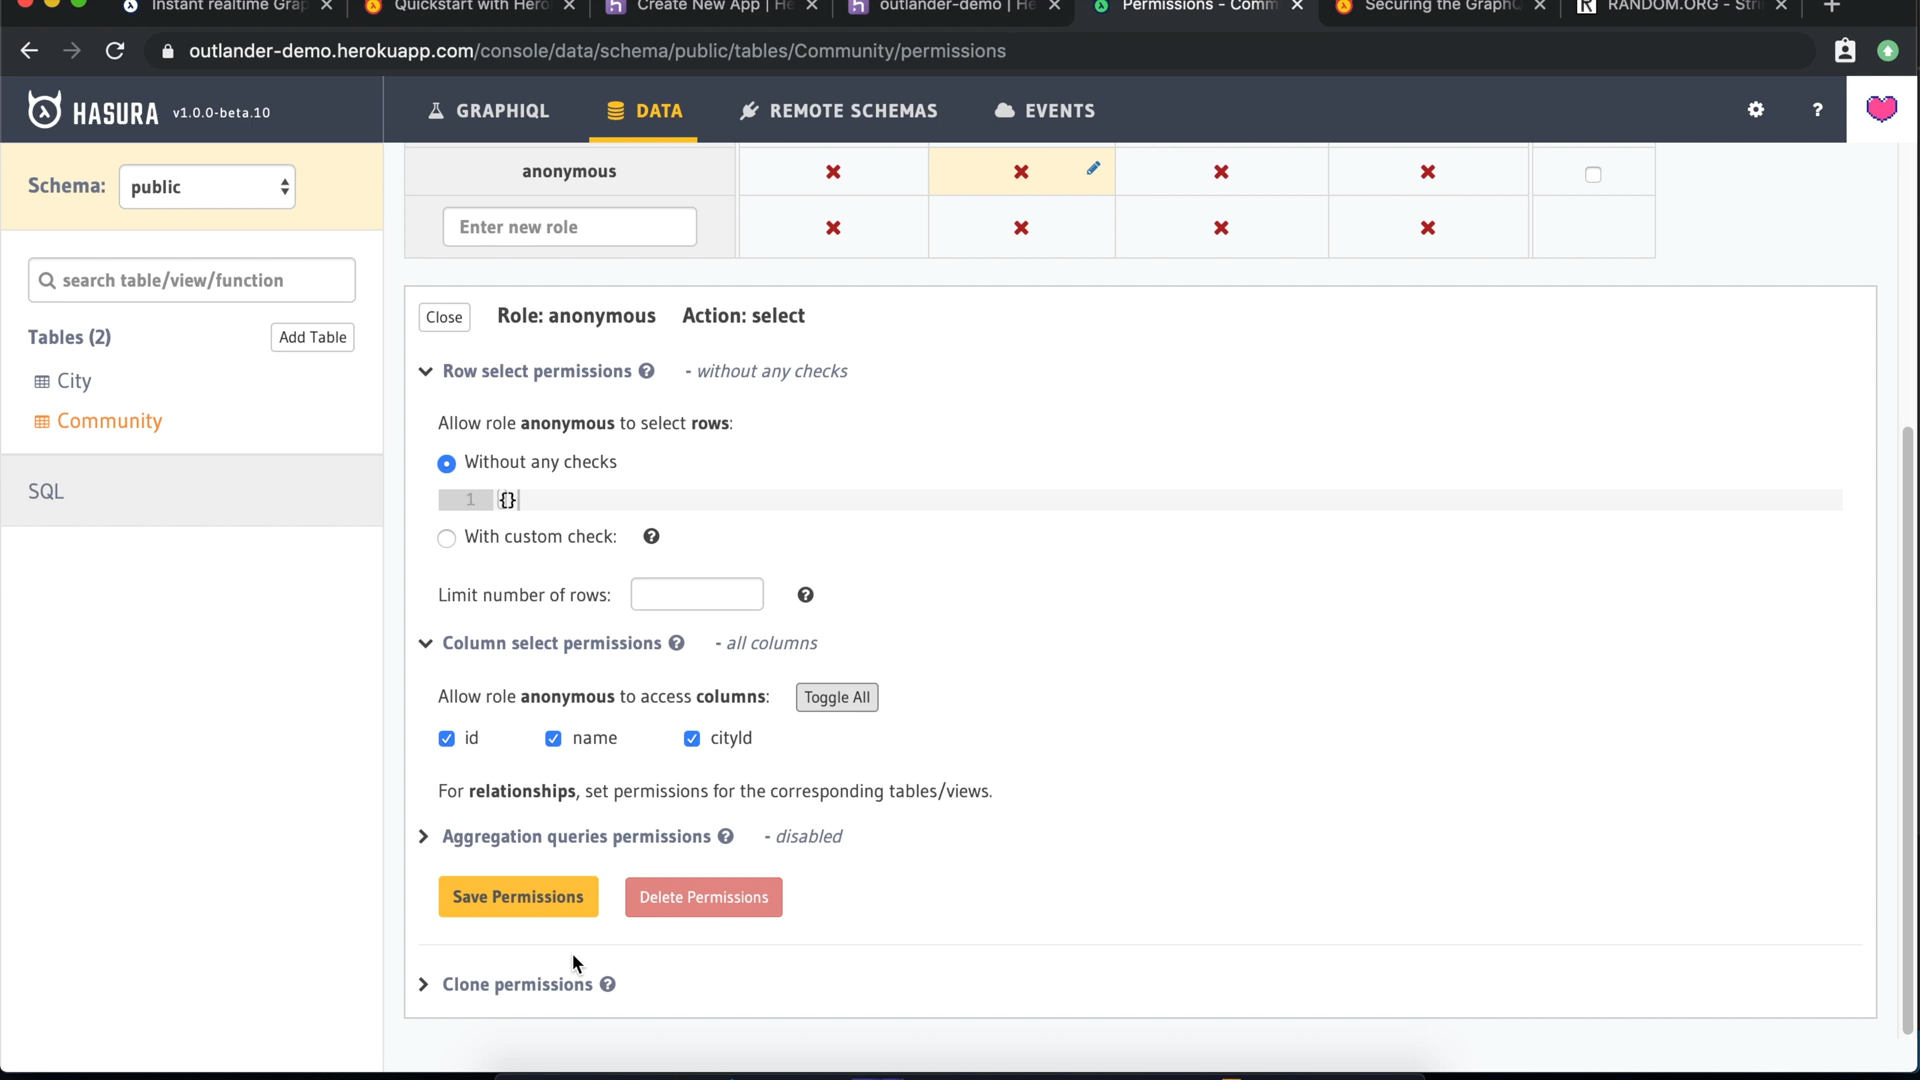 Instant realtime Grap
Quickstart with Hero
Create New App | He
outlander-demo | He
Permissions - Comm
Securing the GraphQ
RANDOM.ORG - Stri
outlander-demo.herokuapp.com/console/data/schema/public/tables/Community/permissions
HASURA v1.0.0-beta.10
GRAPHIQL
DATA
REMOTE SCHEMAS
EVENTS
?
Schema: public
search table/view/function
Tables (2) Add Table
City
Community
SQL
anonymous
Enter new role
Close Role: anonymous Action: select
Row select permissions ? - without any checks
Allow role anonymous to select rows:
Without any checks
1 {}
With custom check: ?
Limit number of rows: ?
Column select permissions ? - all columns
Allow role anonymous to access columns: Toggle All
id name cityId
For relationships, set permissions for the corresponding tables/views.
Aggregation queries permissions ? - disabled
Save Permissions Delete Permissions
Clone permissions ?